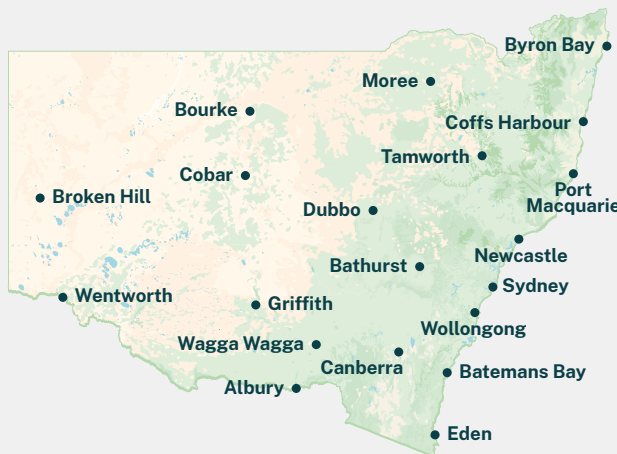 Byron Bay
Moree
Bourke
Coffs Harbour
Tamworth
Cobar
Broken Hill
Port
Macquarie
Dubbo
Newcastle
Bathurst
Sydney
Wentworth
Griffith
Wollongong
Wagga Wagga
Canberra
Batemans Bay
Albury
Eden